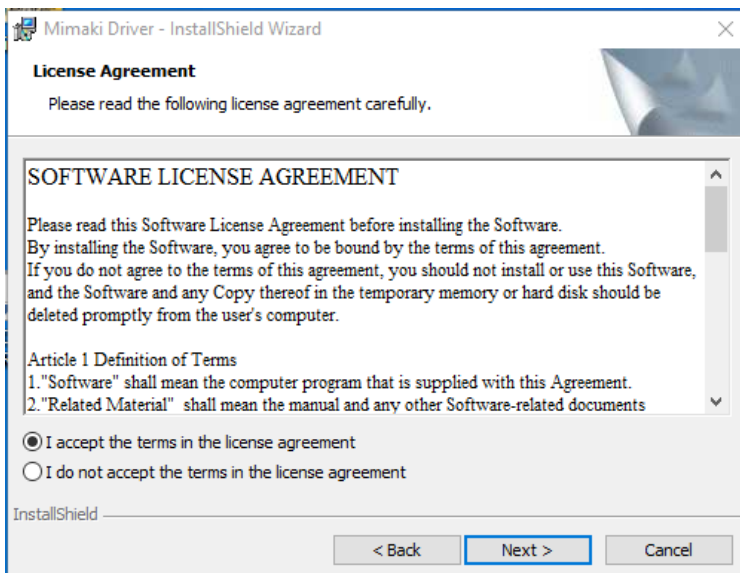 Mimaki Driver - InstallShield Wizard
License Agreement
Please read the following license agreement carefully.
SOFTWARE LICENSE AGREEMENT
Please read this Software License Agreement before installing the Software.
By installing the Software, you agree to be bound by the terms of this agreement.
If you do not agree to the terms of this agreement, you should not install or use this Software,
and the Software and any Copy thereof in the temporary memory or hard disk should be
deleted promptly from the user's computer.
Article 1 Definition of Terms
1."Software" shall mean the computer program that is supplied with this Agreement.
2."Related Material"  shall mean the manual and any other Software-related documents
I accept the terms in the license agreement
I do not accept the terms in the license agreement
InstallShield
< Back
Next >
Cancel